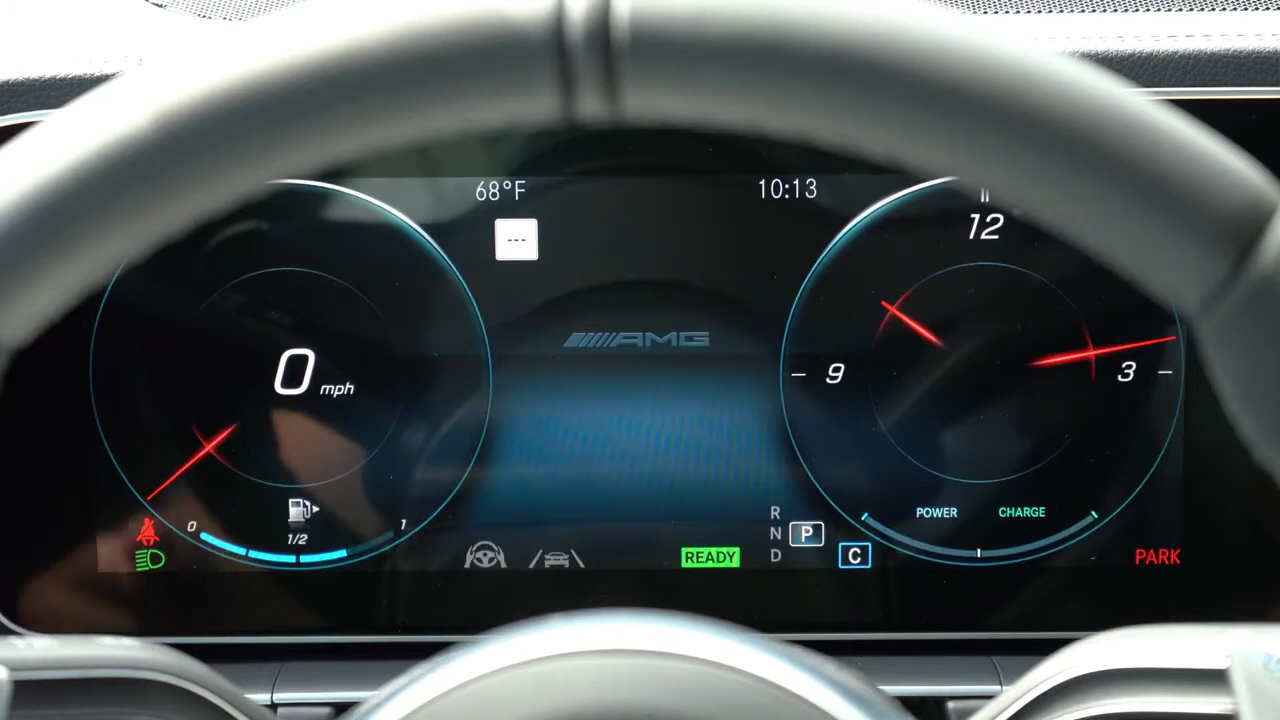 68°F
10:13
---
12
AMG
0 mph
9
3
0
1/2
1
POWER
CHARGE
R
N
P
D
C
READY
PARK